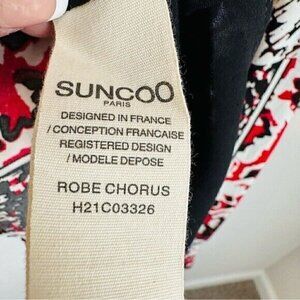 SUNCOO
PARIS
DESIGNED IN FRANCE
/ CONCEPTION FRANCAISE
REGISTERED DESIGN
/ MODELE DEPOSE
ROBE CHORUS
H21C03326